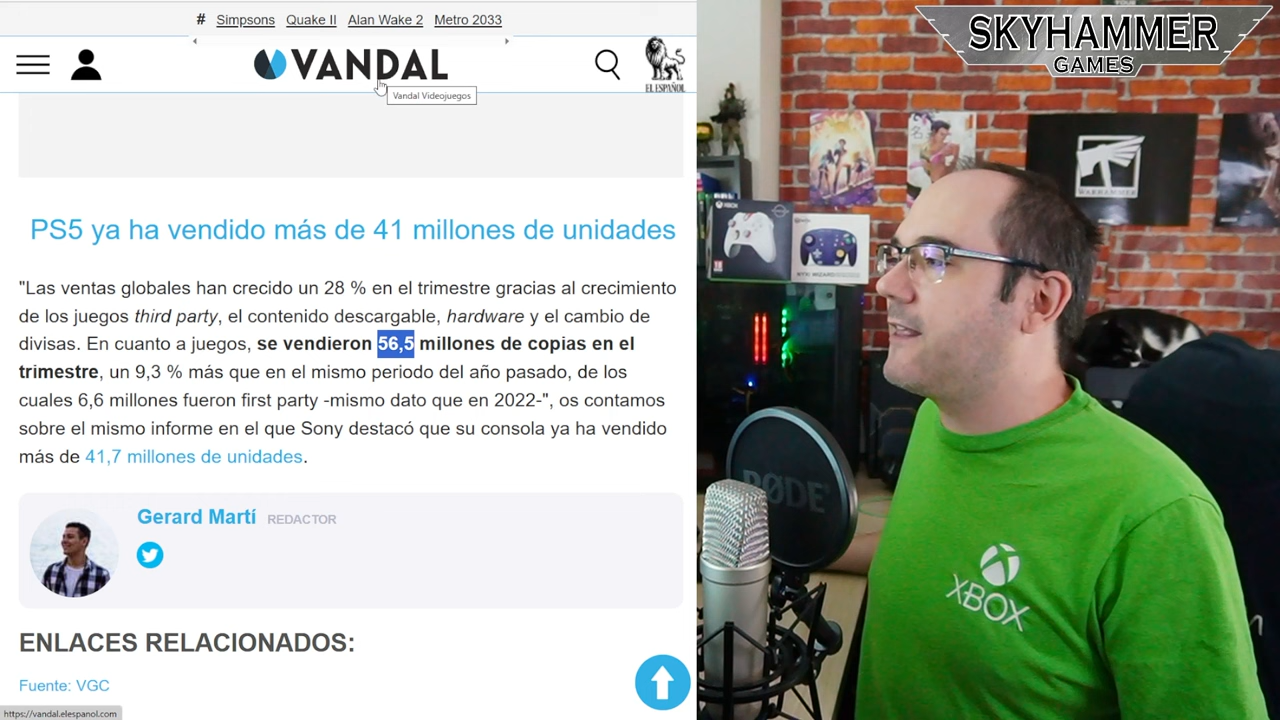 # Simpsons Quake II Alan Wake 2 Metro 2033
VANDAL
EL ESPAÑOL
Vandal Videojuegos
PS5 ya ha vendido más de 41 millones de unidades
"Las ventas globales han crecido un 28 % en el trimestre gracias al crecimiento
de los juegos third party, el contenido descargable, hardware y el cambio de
divisas. En cuanto a juegos, se vendieron 56,5 millones de copias en el
trimestre, un 9,3 % más que en el mismo periodo del año pasado, de los
cuales 6,6 millones fueron first party -mismo dato que en 2022-", os contamos
sobre el mismo informe en el que Sony destacó que su consola ya ha vendido
más de 41,7 millones de unidades.
Gerard Martí REDACTOR
ENLACES RELACIONADOS:
Fuente: VGC
https://vandal.elespanol.com
SKYHAMMER
GAMES
WARHAMMER
XBOX
NYXI WIZARD
RØDE
XBOX